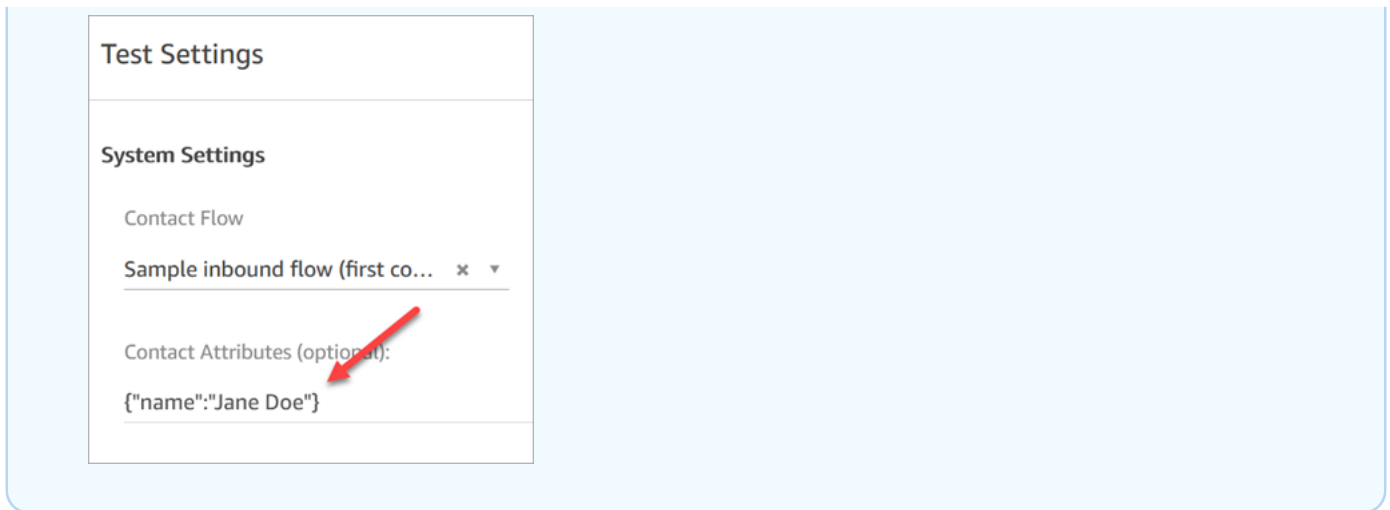 Test Settings
System Settings
Contact Flow
Sample inbound flow (first co...
Contact Attributes (optional):
{"name":"Jane Doe"}